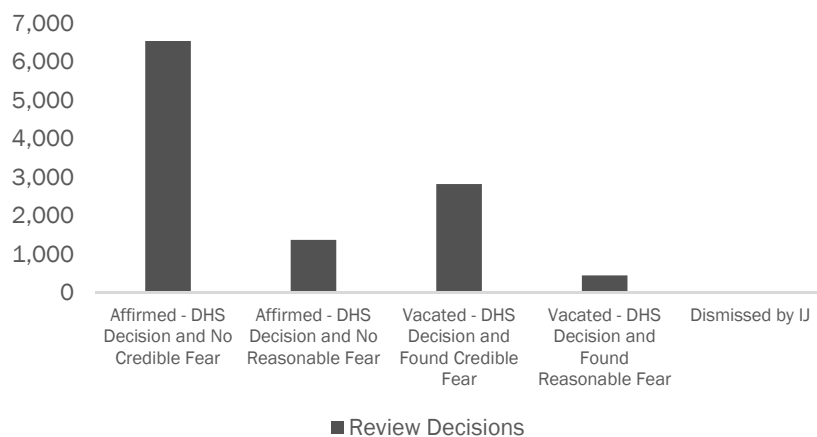 7,000
6,000
5,000
4,000
3,000
2,000
1,000
0
Affirmed - DHS
Decision and No
Credible Fear
Affirmed - DHS
Decision and No
Reasonable Fear
Vacated - DHS
Decision and
Found Credible
Fear
Vacated - DHS
Decision and
Found
Reasonable Fear
Dismissed by IJ
Review Decisions